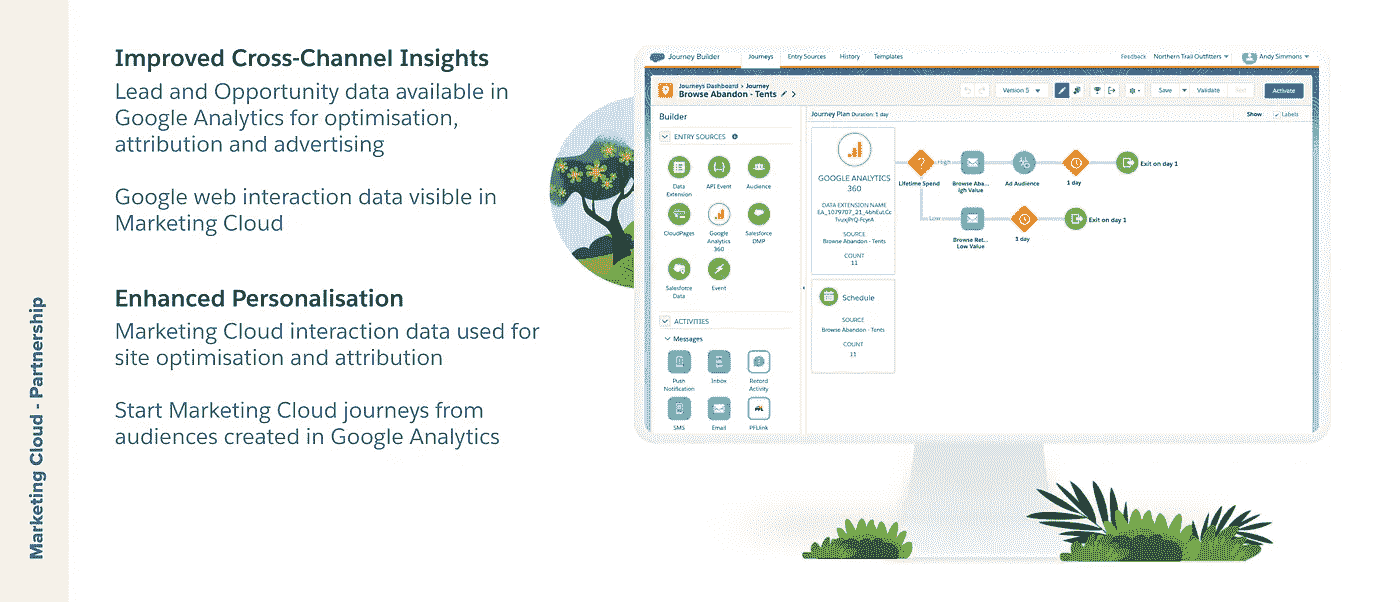 Marketing Cloud - Partnership
Improved Cross-Channel Insights
Lead and Opportunity data available in
Google Analytics for optimisation,
attribution and advertising
Google web interaction data visible in
Marketing Cloud
Enhanced Personalisation
Marketing Cloud interaction data used for
site optimisation and attribution
Start Marketing Cloud journeys from
audiences created in Google Analytics
Journey Builder
Journeys
Entry Sources
History
Templates
Feedback
Northern Trail Outfitters
Andy Simmons
Journeys Dashboard > Journey
Browse Abandon - Tents
Version 5
Save
Validate
Activate
Builder
ENTRY SOURCES
Data
Extension
API Event
Audience
CloudPages
Google
Analytics
360
Salesforce
DMP
Salesforce
Data
Event
ACTIVITIES
Messages
Push
Notification
Inbox
Record
Activity
SMS
Email
Journey Plan Duration: 1 day
Show
Labels
GOOGLE ANALYTICS
360
DATA EXTENSION NAME
SOURCE
Browse Abandon - Tents
COUNT
11
Schedule
SOURCE
Browse Abandon - Tents
COUNT
11
?
High
Lifetime Spend
Browse Aba...
igh Value
Ad Audience
1 day
Exit on day 1
Low
Browse Ret...
Low Value
1 day
Exit on day 1